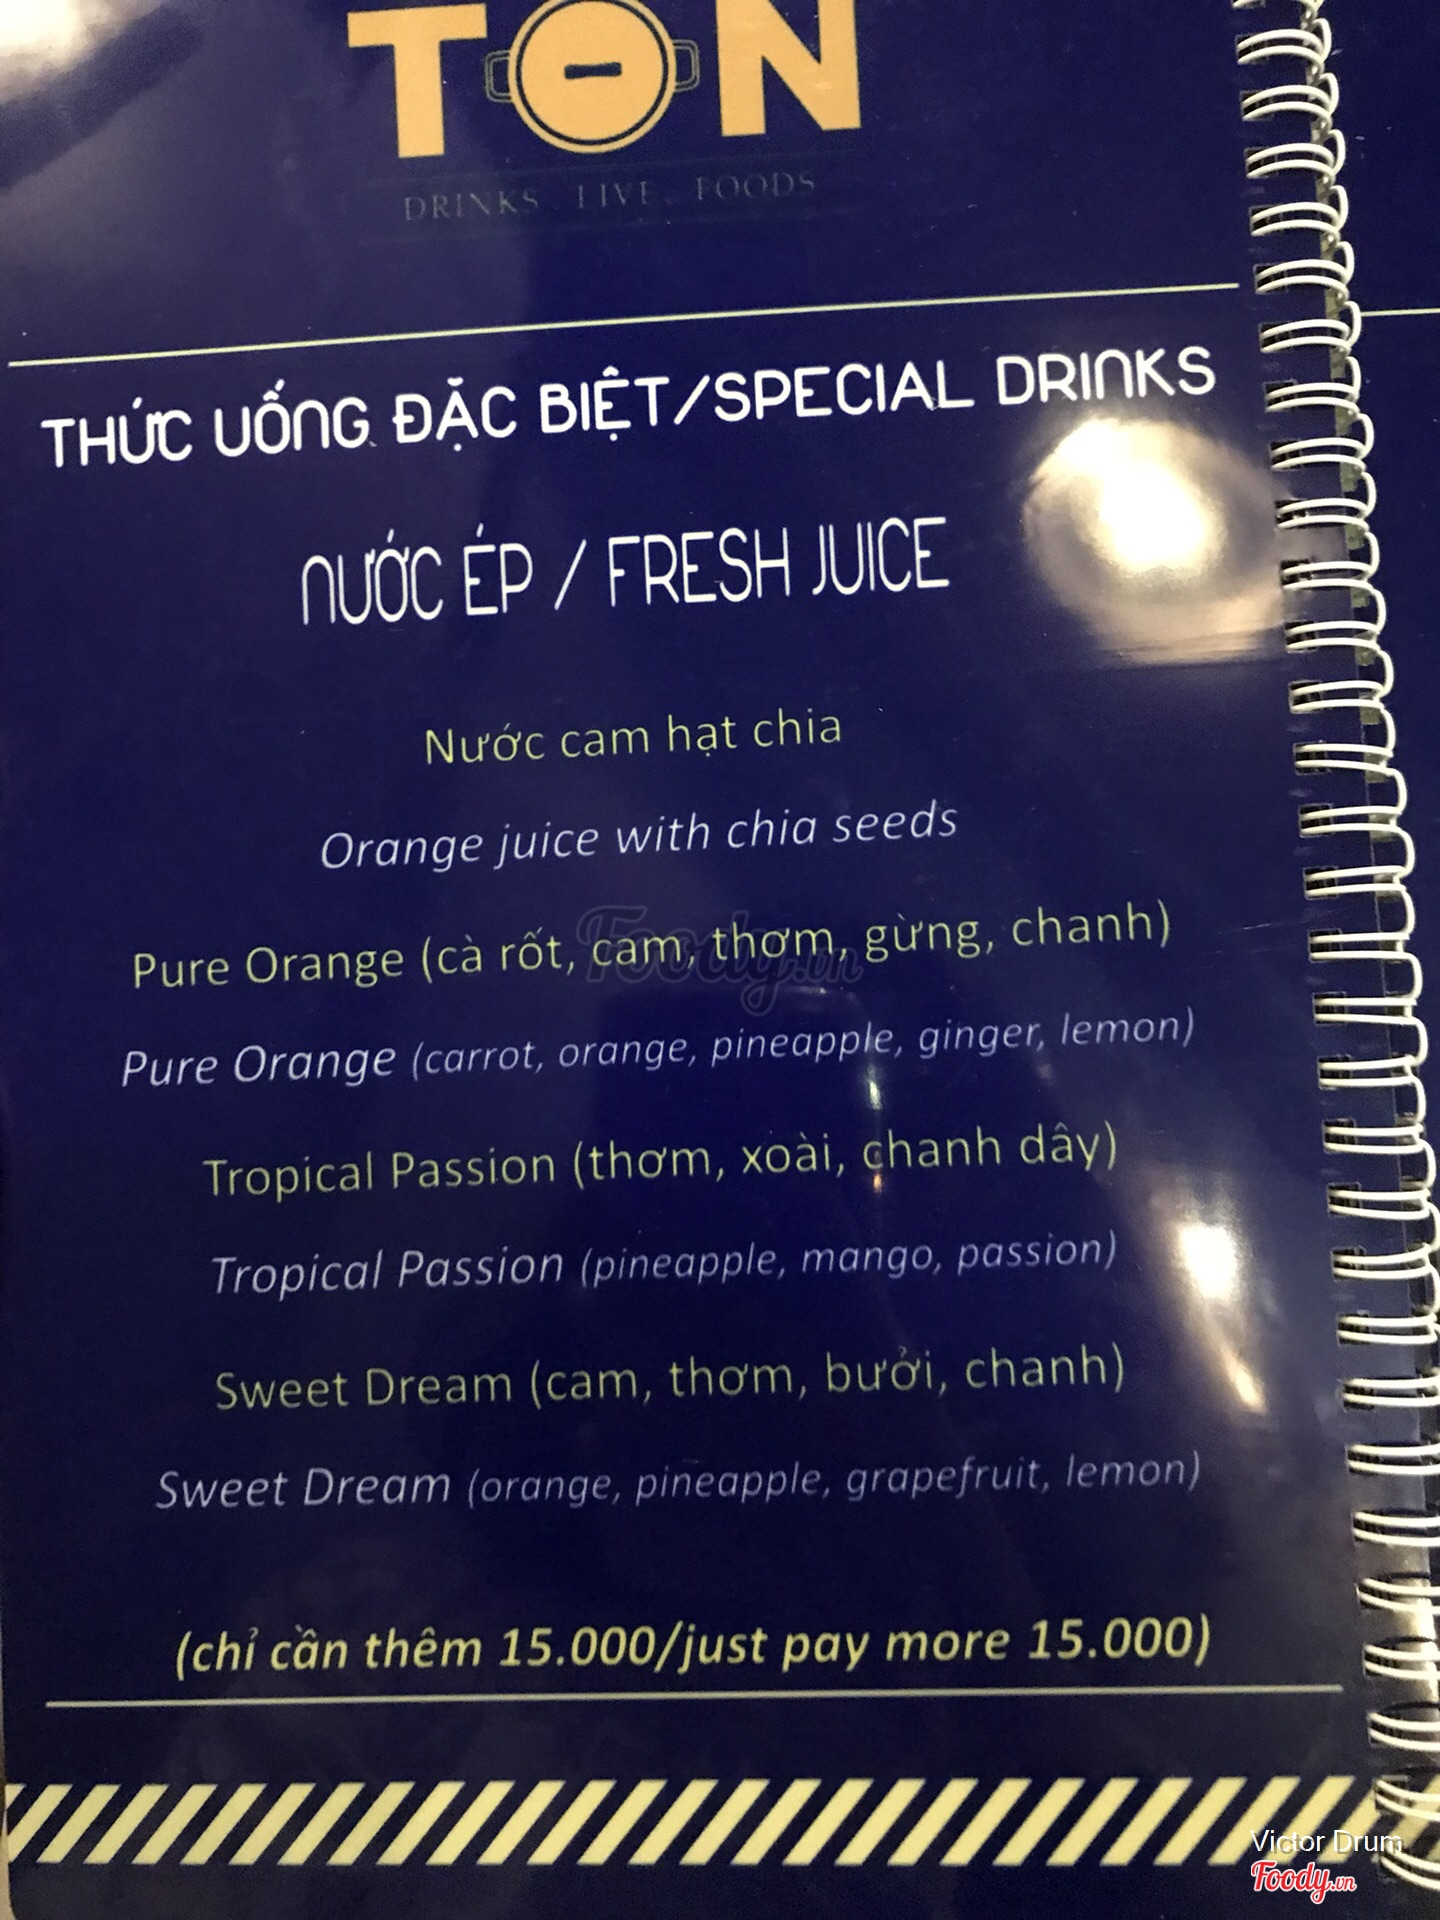 TON
DRINKS . LIVE . FOODS
THỨC UỐNG ĐẶC BIỆT/SPECIAL DRINKS
NƯỚC ÉP / FRESH JUICE
Nước cam hạt chia
Orange juice with chia seeds
Pure Orange (cà rốt, cam, thơm, gừng, chanh)
Foody.vn
Pure Orange (carrot, orange, pineapple, ginger, lemon)
Tropical Passion (thơm, xoài, chanh dây)
Tropical Passion (pineapple, mango, passion)
Sweet Dream (cam, thơm, bưởi, chanh)
Sweet Dream (orange, pineapple, grapefruit, lemon)
(chỉ cần thêm 15.000/just pay more 15.000)
Victor Drum
Foody.vn